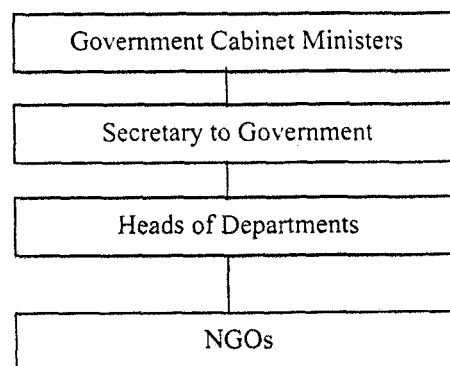 Government Cabinet Ministers
Secretary to Government
Heads of Departments
NGOs